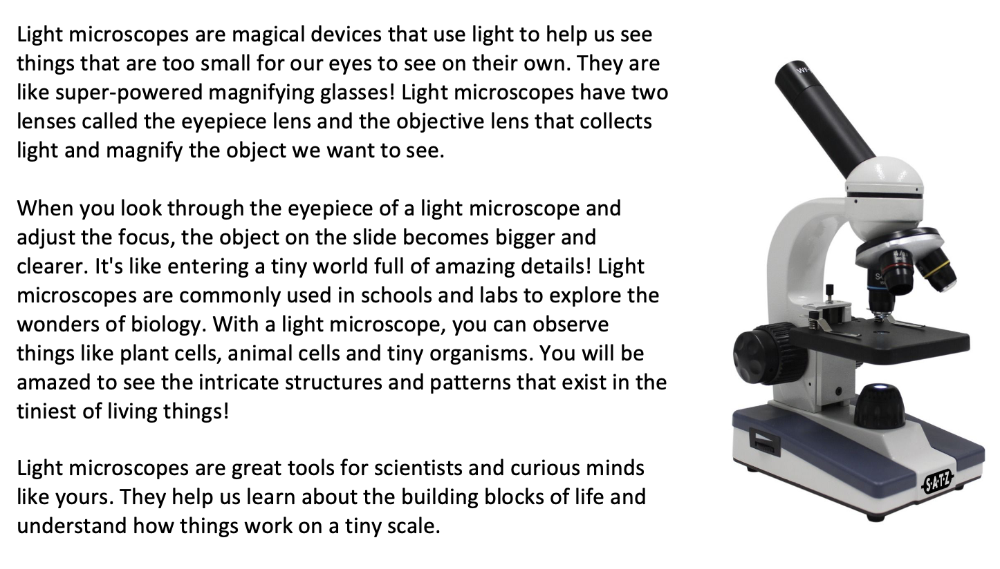 Light microscopes are magical devices that use light to help us see
things that are too small for our eyes to see on their own. They are
like super-powered magnifying glasses! Light microscopes have two
lenses called the eyepiece lens and the objective lens that collects
light and magnify the object we want to see.
When you look through the eyepiece of a light microscope and
adjust the focus, the object on the slide becomes bigger and
clearer. It's like entering a tiny world full of amazing details! Light
microscopes are commonly used in schools and labs to explore the
wonders of biology. With a light microscope, you can observe
things like plant cells, animal cells and tiny organisms. You will be
amazed to see the intricate structures and patterns that exist in the
tiniest of living things!
Light microscopes are great tools for scientists and curious minds
like yours. They help us learn about the building blocks of life and
understand how things work on a tiny scale.
WF
S·A·T·Z